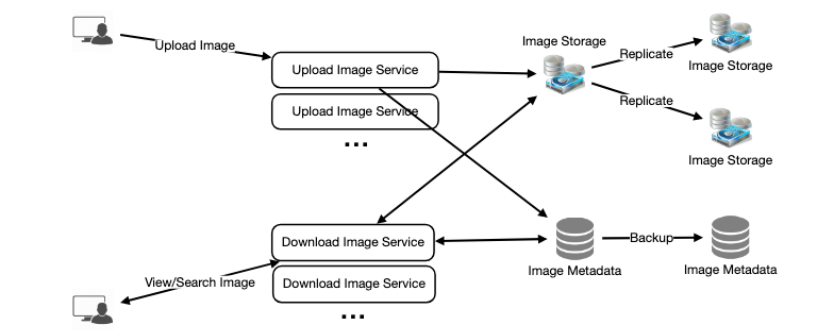 Upload Image
Image Storage
Replicate
Image Storage
Upload Image Service
Upload Image Service
...
Replicate
Image Storage
Download Image Service
Backup
Image Metadata
Image Metadata
View/Search Image
Download Image Service
...